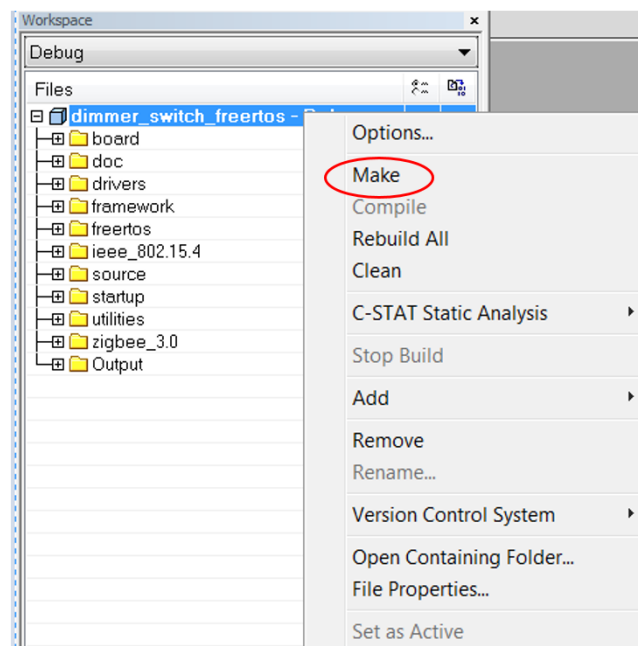 Workspace
Debug
Files
dimmer_switch_freertos -
board
doc
drivers
framework
freertos
ieee_802.15.4
source
startup
utilities
zigbee_3.0
Output
Options...
Make
Compile
Rebuild All
Clean
C-STAT Static Analysis
Stop Build
Add
Remove
Rename...
Version Control System
Open Containing Folder...
File Properties...
Set as Active